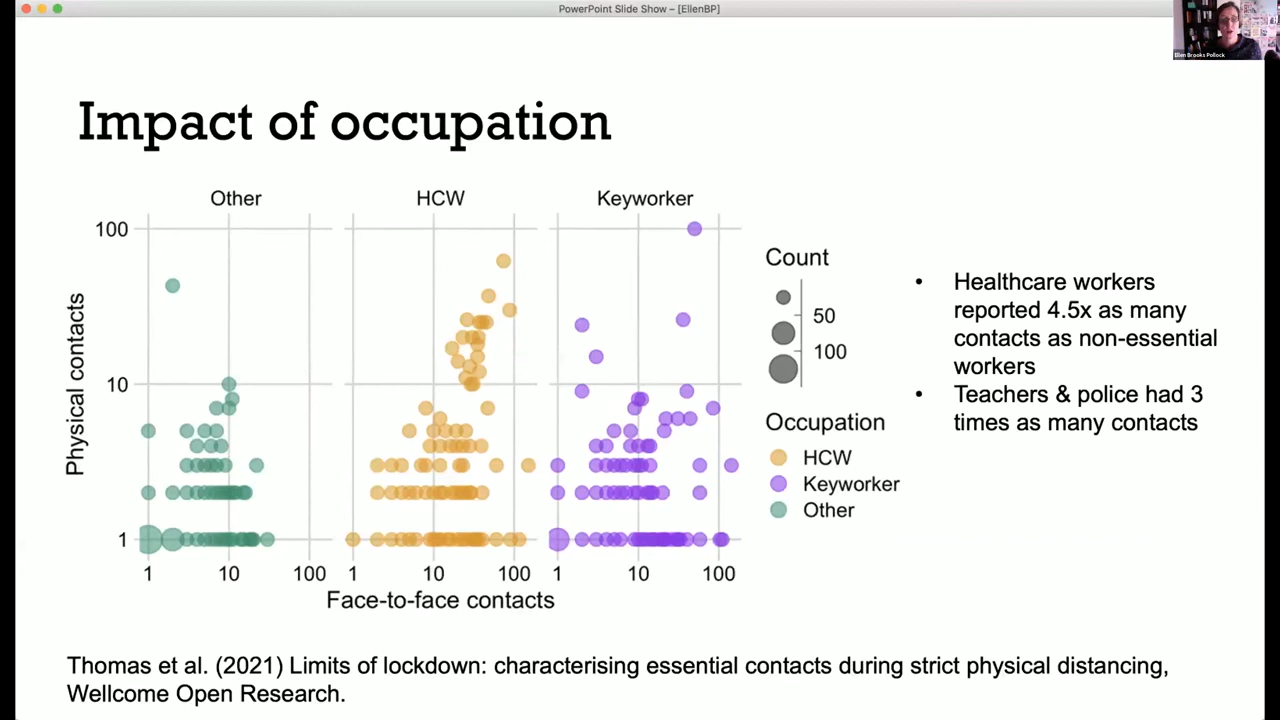 PowerPoint Slide Show – [EllenBP]
Ellen Brooks Pollock
Impact of occupation
Other
HCW
Keyworker
100
10
1
Physical contacts
1 10 100
1 10 100
1 10 100
Face-to-face contacts
Count
50
100
Occupation
HCW
Keyworker
Other
• Healthcare workers
reported 4.5x as many
contacts as non-essential
workers
• Teachers & police had 3
times as many contacts
Thomas et al. (2021) Limits of lockdown: characterising essential contacts during strict physical distancing,
Wellcome Open Research.